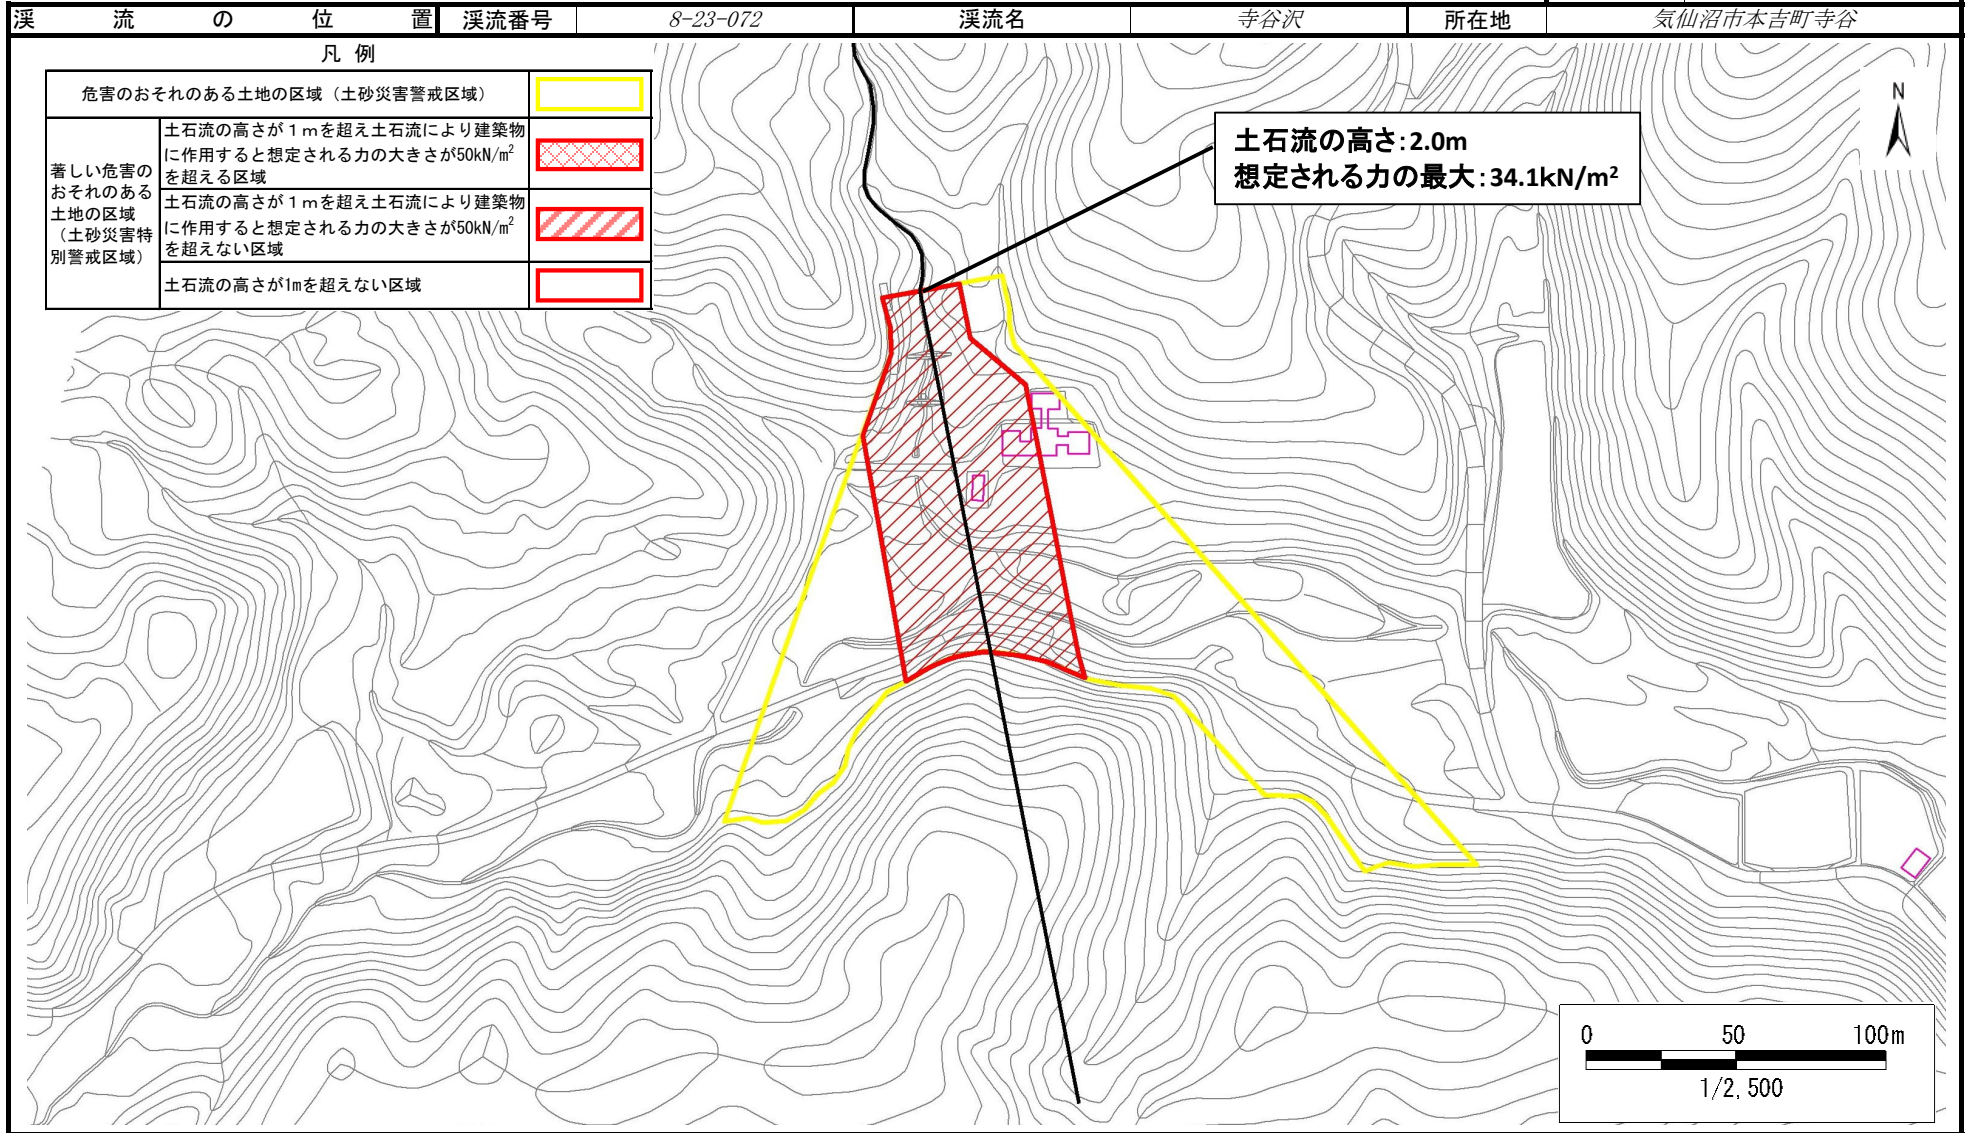 渓流の位置 渓流番号 8-23-072 渓流名 寺谷沢 所在地 気仙沼市本吉町寺谷
凡例
危害のおそれのある土地の区域（土砂災害警戒区域）
著しい危害の
おそれのある
土地の区域
（土砂災害特
別警戒区域）
土石流の高さが１ｍを超え土石流により建築物
に作用すると想定される力の大きさが50kN/m²
を超える区域
土石流の高さが１ｍを超え土石流により建築物
に作用すると想定される力の大きさが50kN/m²
を超えない区域
土石流の高さが1mを超えない区域
土石流の高さ:2.0m
想定される力の最大:34.1kN/m²
N
0 50 100m
1/2,500